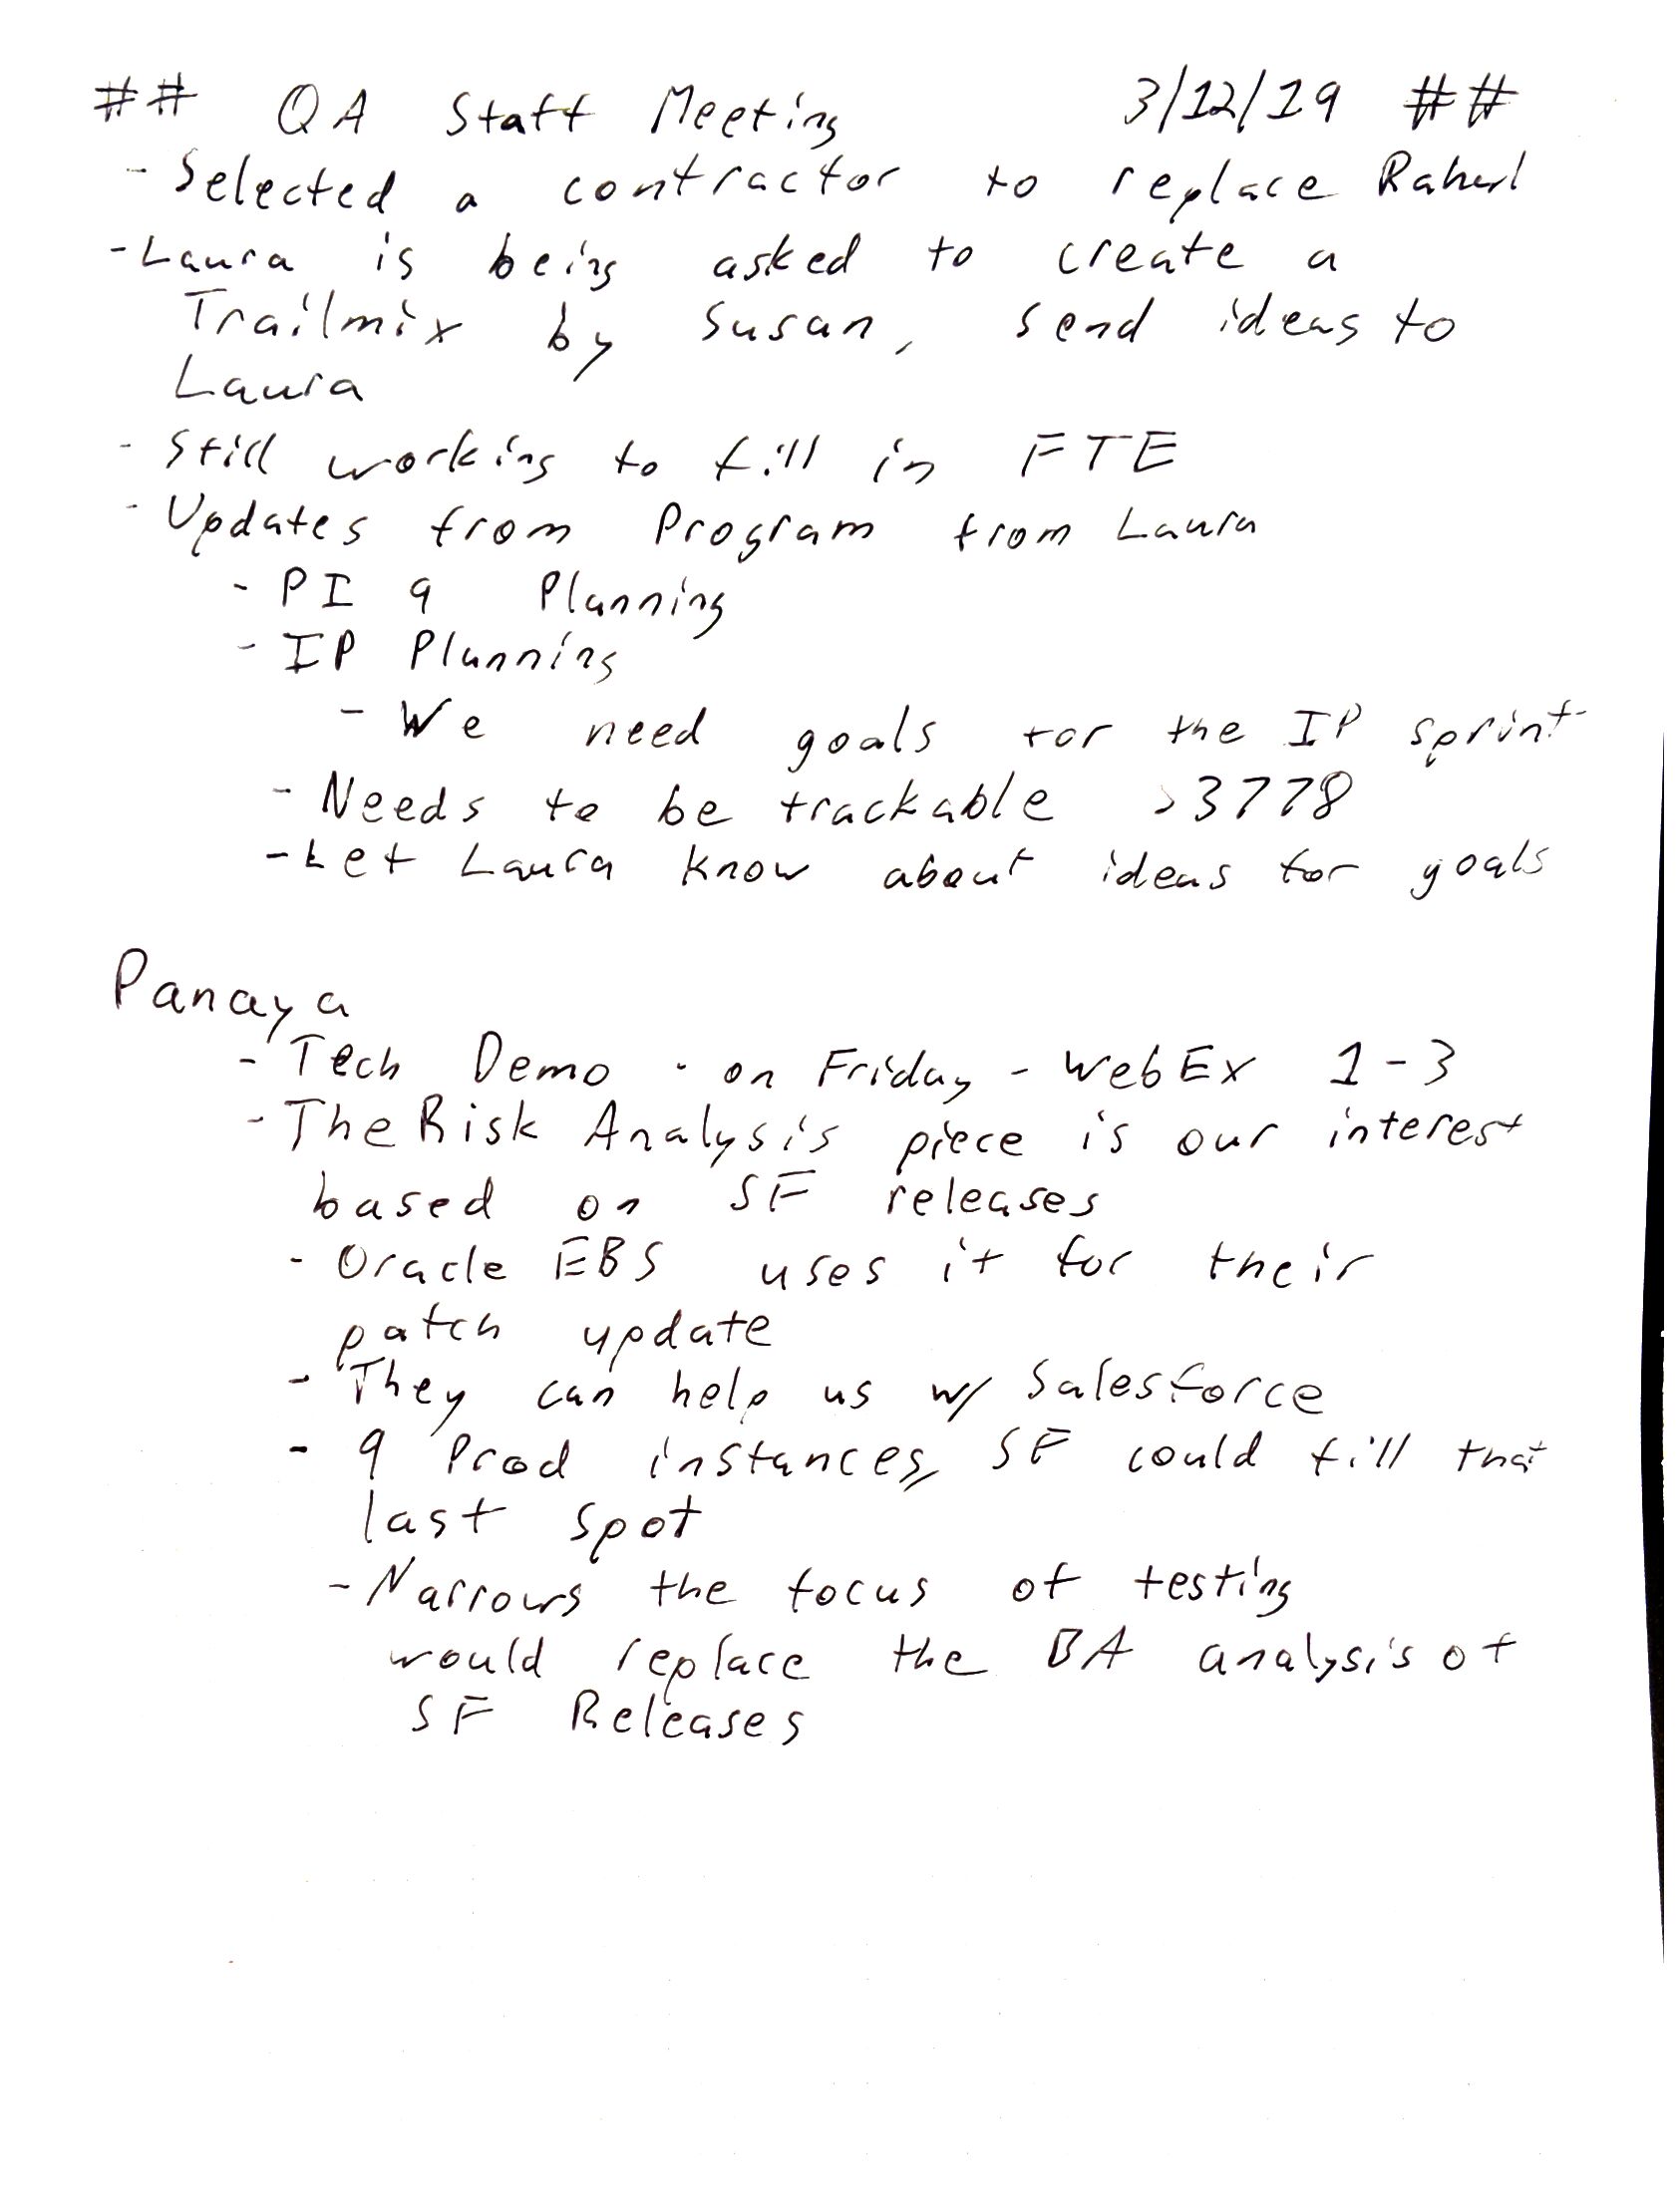 ## QA Staff Meeting 3/12/19 ##
- Selected a contractor to replace Rahul
- Laura is being asked to create a
Trailmix by Susan, send ideas to
Laura
- Still working to fill in FTE
- Updates from Program from Laura
- PI 9 Planning
- IP Planning
- We need goals for the IP sprint
- Needs to be trackable >3778
- Let Laura know about ideas for goals
Panaya
- Tech Demo - on Friday - WebEx 1-3
- The Risk Analysis piece is our interest
based on SF releases
- Oracle EBS uses it for their
patch update
- They can help us w/ Salesforce
- 9 Prod instances, SF could fill that
last spot
- Narrows the focus of testing
would replace the BA analysis of
SF Releases